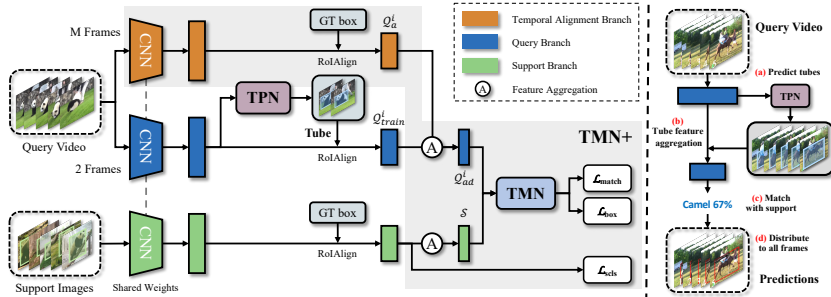 M Frames
CNN
GT box
RoIAlign
Q_a^i
Temporal Alignment Branch
Query Branch
Support Branch
A
Feature Aggregation
Query Video
TPN
Tube
RoIAlign
Q_train^i
A
Q_ad^i
TMN+
2 Frames
CNN
TMN
L_match
L_box
GT box
S
Support Images
CNN
Shared Weights
RoIAlign
A
L_scls
Query Video
(a) Predict tubes
TPN
(b)
Tube feature
aggregation
Camel 67%
(c) Match
with support
(d) Distribute
to all frames
Predictions